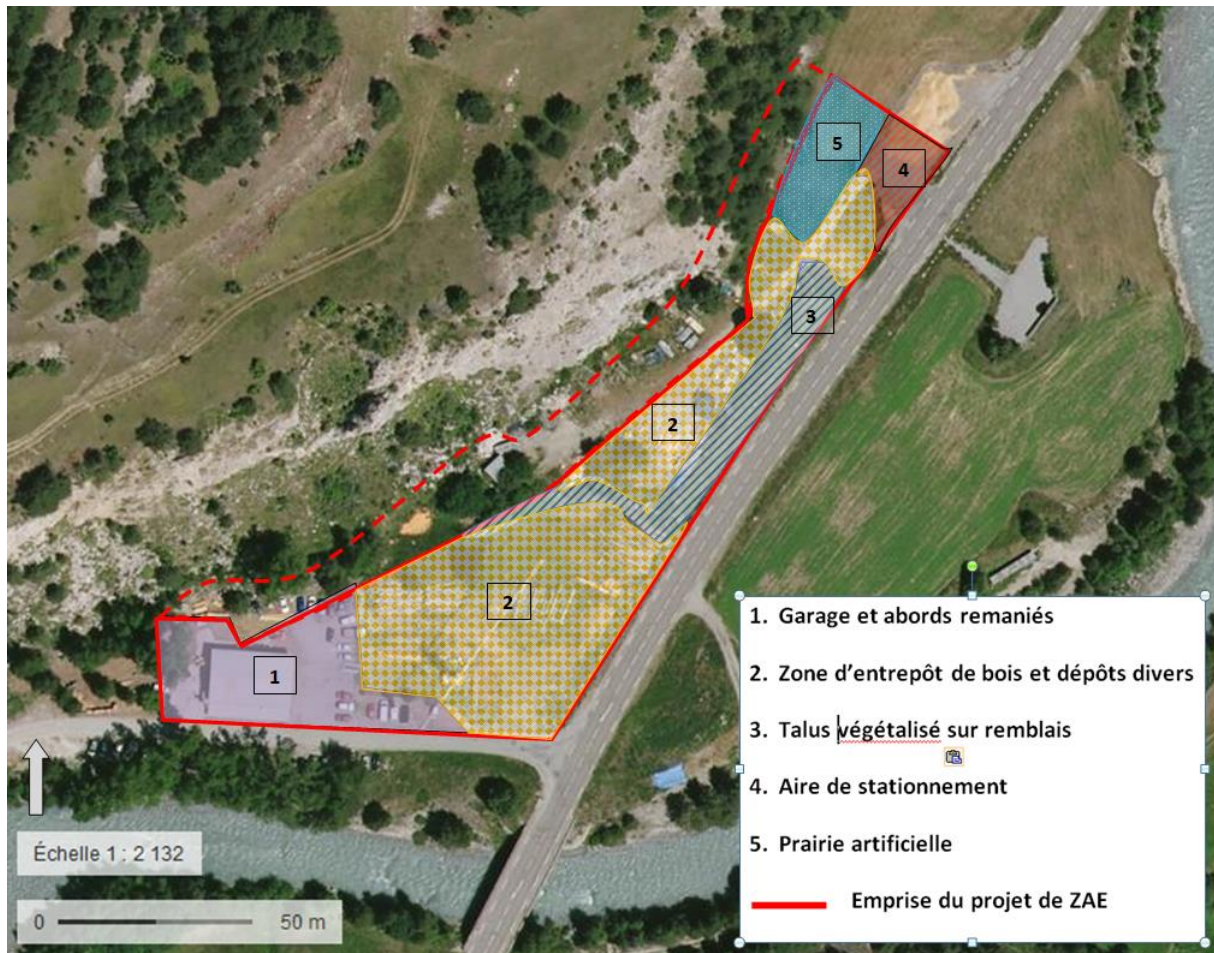 5
4
3
2
2
1
1. Garage et abords remaniés
2. Zone d'entrepôt de bois et dépôts divers
3. Talus végétalisé sur remblais
4. Aire de stationnement
5. Prairie artificielle
Emprise du projet de ZAE
Échelle 1 : 2 132
0 50 m